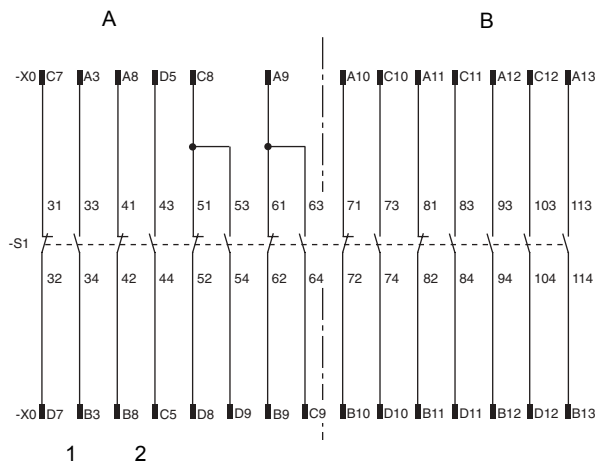 A B
-X0 C7 A3 A8 D5 C8 A9 A10 C10 A11 C11 A12 C12 A13
31 33 41 43 51 53 61 63 71 73 81 83 93 103 113
-S1
32 34 42 44 52 54 62 64 72 74 82 84 94 104 114
-X0 D7 B3 B8 C5 D8 D9 B9 C9 B10 D10 B11 D11 B12 D12 B13
1 2